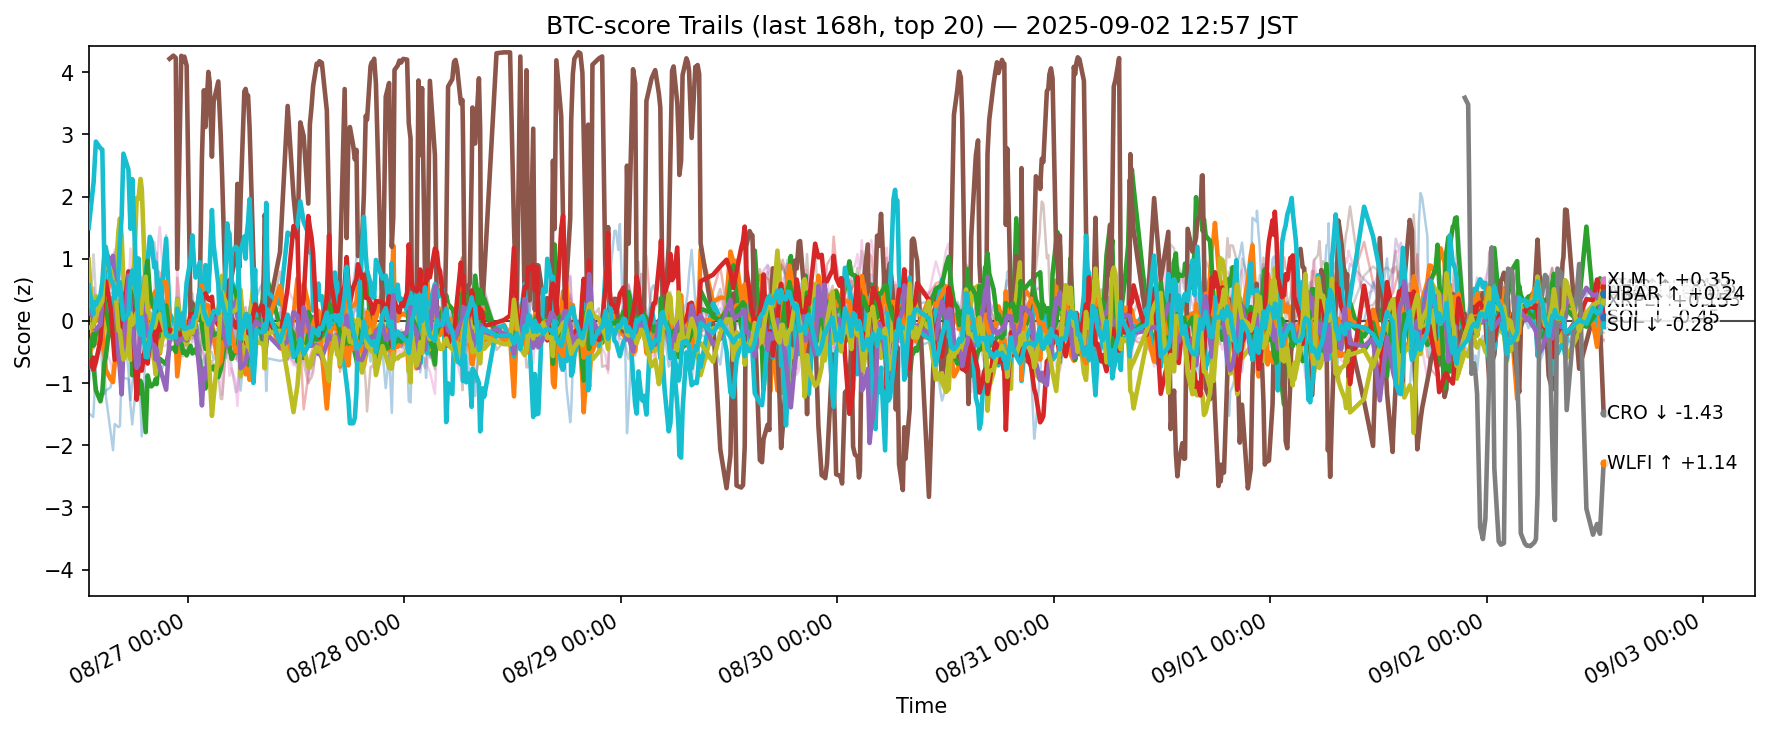 BTC-score Trails (last 168h, top 20) — 2025-09-02 12:57 JST
Score (z)
4
3
2
1
0
−1
−2
−3
−4
XLM ↑ +0.35
HBAR ↑ +0.24
SUI ↓ -0.28
CRO ↓ -1.43
WLFI ↑ +1.14
08/27 00:00
08/28 00:00
08/29 00:00
08/30 00:00
08/31 00:00
09/01 00:00
09/02 00:00
09/03 00:00
Time